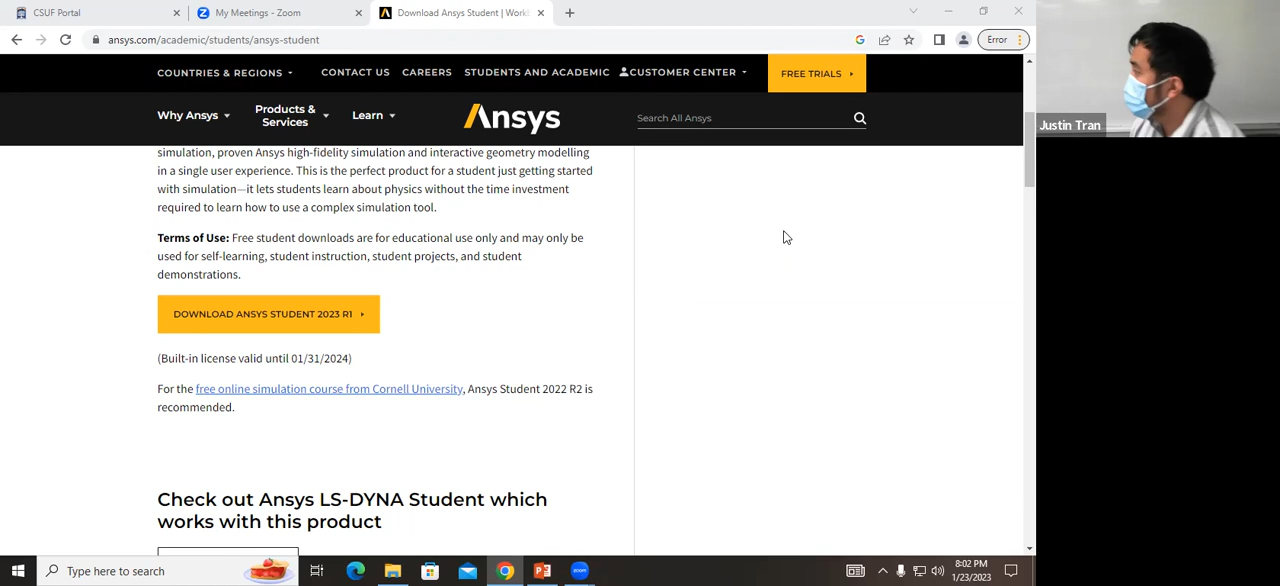 CSUF Portal
My Meetings - Zoom
Download Ansys Student | Workb
ansys.com/academic/students/ansys-student
Error
COUNTRIES & REGIONS
CONTACT US
CAREERS
STUDENTS AND ACADEMIC
CUSTOMER CENTER
FREE TRIALS
Why Ansys
Products &
Services
Learn
Ansys
Search All Ansys
Justin Tran
simulation, proven Ansys high-fidelity simulation and interactive geometry modelling
in a single user experience. This is the perfect product for a student just getting started
with simulation—it lets students learn about physics without the time investment
required to learn how to use a complex simulation tool.
Terms of Use: Free student downloads are for educational use only and may only be
used for self-learning, student instruction, student projects, and student
demonstrations.
DOWNLOAD ANSYS STUDENT 2023 R1
(Built-in license valid until 01/31/2024)
For the free online simulation course from Cornell University, Ansys Student 2022 R2 is
recommended.
Check out Ansys LS-DYNA Student which
works with this product
Type here to search
8:02 PM
1/23/2023